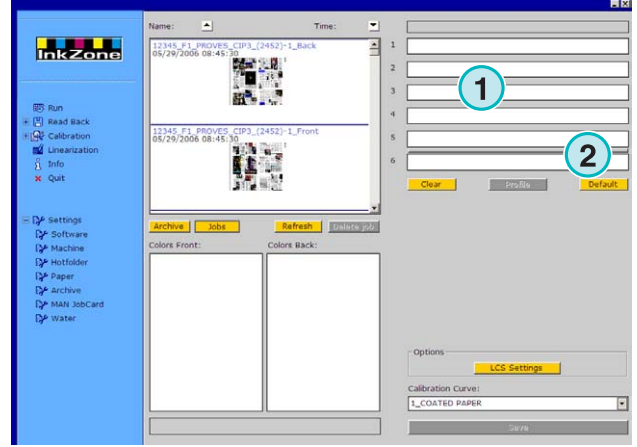 InkZone
Run
Read Back
Calibration
Linearization
Info
Quit
Settings
Software
Machine
Hotfolder
Paper
Archive
MAN JobCard
Water
Name:
Time:
12345_F1_PROVES_CIP3_(2452)-1_Back
05/29/2006 08:45:30
12345_F1_PROVES_CIP3_(2452)-1_Front
05/29/2006 08:45:30
Archive
Jobs
Refresh
Delete job
Colors Front:
Colors Back:
1
2
3
4
5
6
1
2
Clear
Profile
Default
Options
LCS Settings
Calibration Curve:
1_COATED PAPER
Save